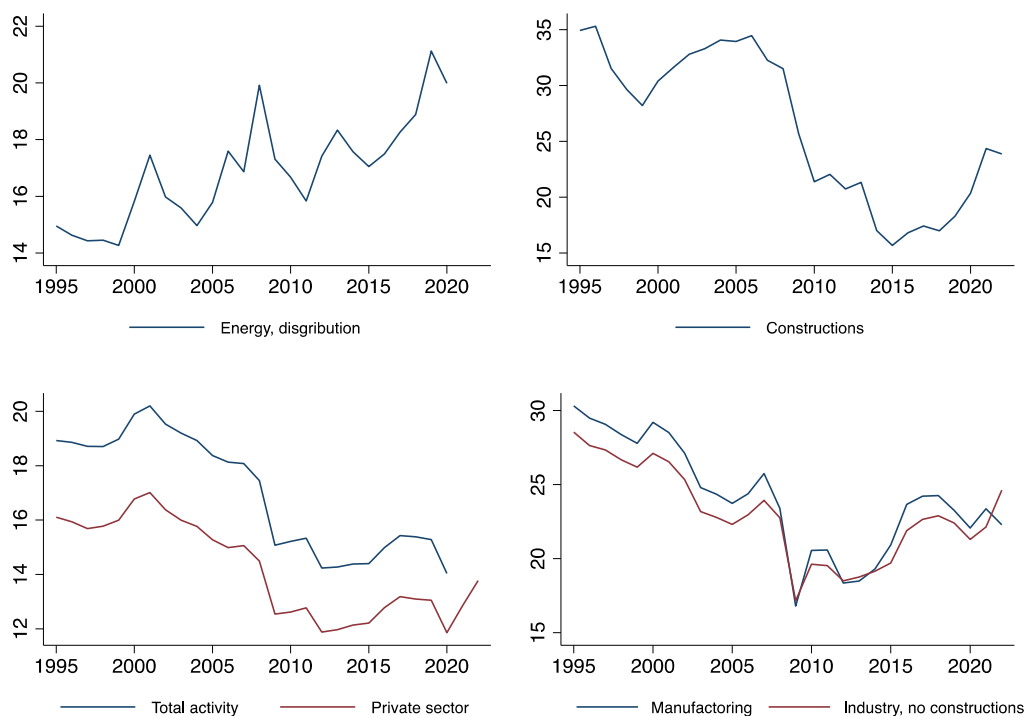 22
20
18
16
14
1995 2000 2005 2010 2015 2020
Energy, disgribution
35
30
25
20
15
1995 2000 2005 2010 2015 2020
Constructions
20
18
16
14
12
1995 2000 2005 2010 2015 2020
Total activity Private sector
30
25
20
15
1995 2000 2005 2010 2015 2020
Manufactoring Industry, no constructions